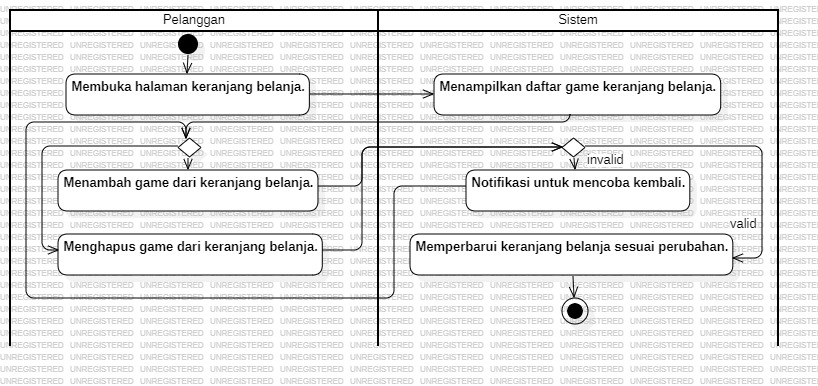 Pelanggan
Sistem
Membuka halaman keranjang belanja.
Menampilkan daftar game keranjang belanja.
invalid
Menambah game dari keranjang belanja.
Notifikasi untuk mencoba kembali.
valid
Menghapus game dari keranjang belanja.
Memperbarui keranjang belanja sesuai perubahan.
UNREGISTERED